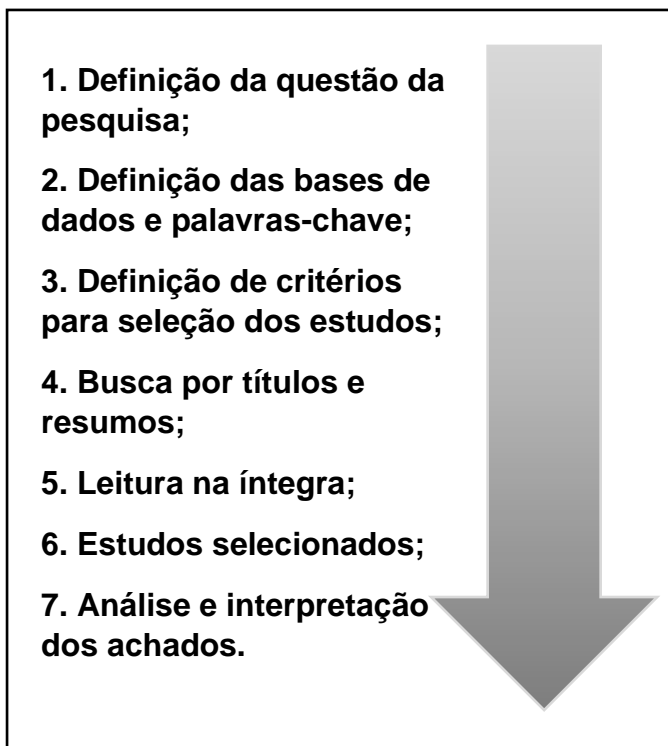 1. Definição da questão da
pesquisa;
2. Definição das bases de
dados e palavras-chave;
3. Definição de critérios
para seleção dos estudos;
4. Busca por títulos e
resumos;
5. Leitura na íntegra;
6. Estudos selecionados;
7. Análise e interpretação
dos achados.